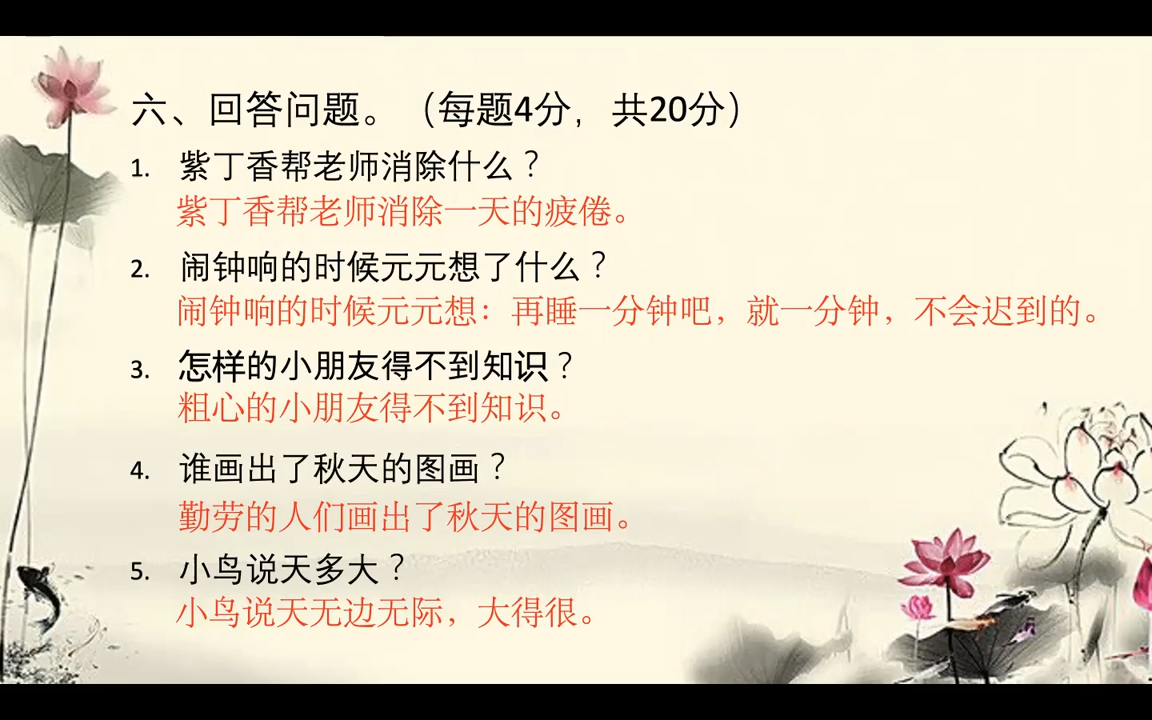 六、回答问题。（每题4分，共20分）
1. 紫丁香帮老师消除什么？
紫丁香帮老师消除一天的疲倦。
2. 闹钟响的时候元元想了什么？
闹钟响的时候元元想：再睡一分钟吧，就一分钟，不会迟到的。
3. 怎样的小朋友得不到知识？
粗心的小朋友得不到知识。
4. 谁画出了秋天的图画？
勤劳的人们画出了秋天的图画。
5. 小鸟说天多大？
小鸟说天无边无际，大得很。